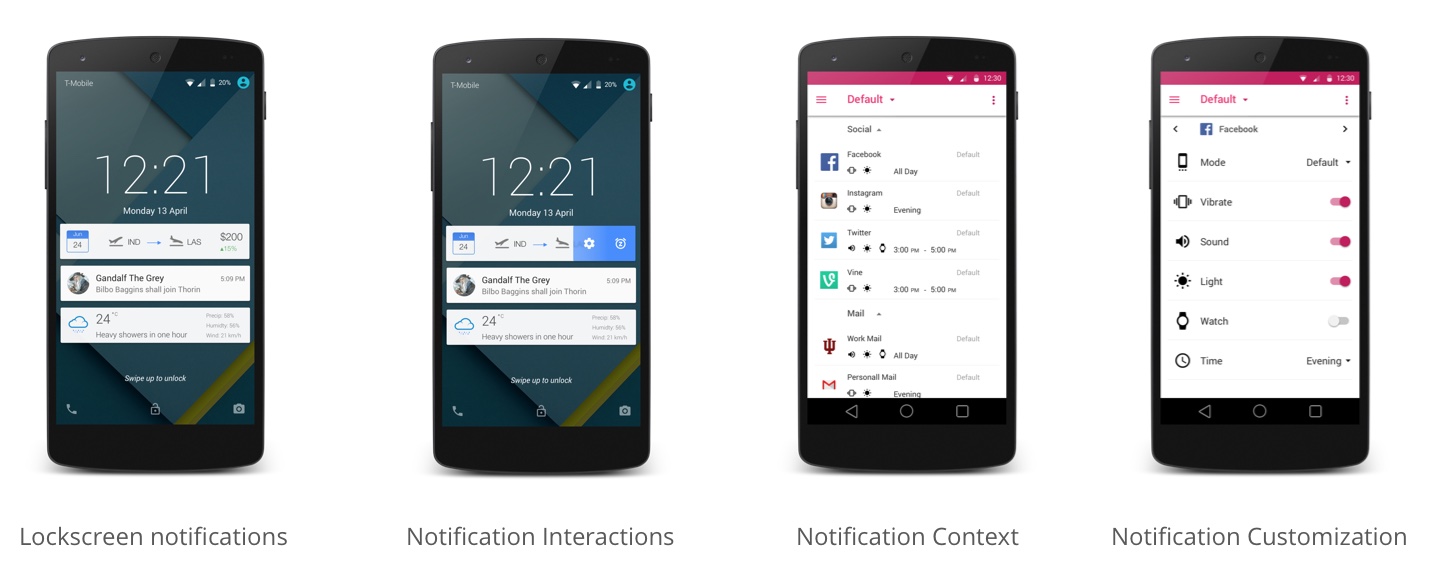 T-Mobile 20%
12:21
Monday 13 April
Jun
24 IND LAS $200
15%
Gandalf The Grey 5:09 PM
Bilbo Baggins shall join Thorin
24 °C Precip: 58%
Humidity: 56%
Heavy showers in one hour Wind: 21 km/h
Swipe up to unlock
Lockscreen notifications
T-Mobile 20%
12:21
Monday 13 April
Jun
24 IND
Gandalf The Grey 5:09 PM
Bilbo Baggins shall join Thorin
24 °C Precip: 58%
Humidity: 56%
Heavy showers in one hour Wind: 21 km/h
Swipe up to unlock
Notification Interactions
12:30
Default
Social
Facebook Default
All Day
Instagram
Evening
Twitter Default
3:00 PM - 5:00 PM
Vine Default
3:00 PM - 5:00 PM
Mail
Work Mail Default
All Day
Personall Mail Default
Evening
Notification Context
12:30
Default
Facebook
Mode Default
Vibrate
Sound
Light
Watch
Time Evening
Notification Customization